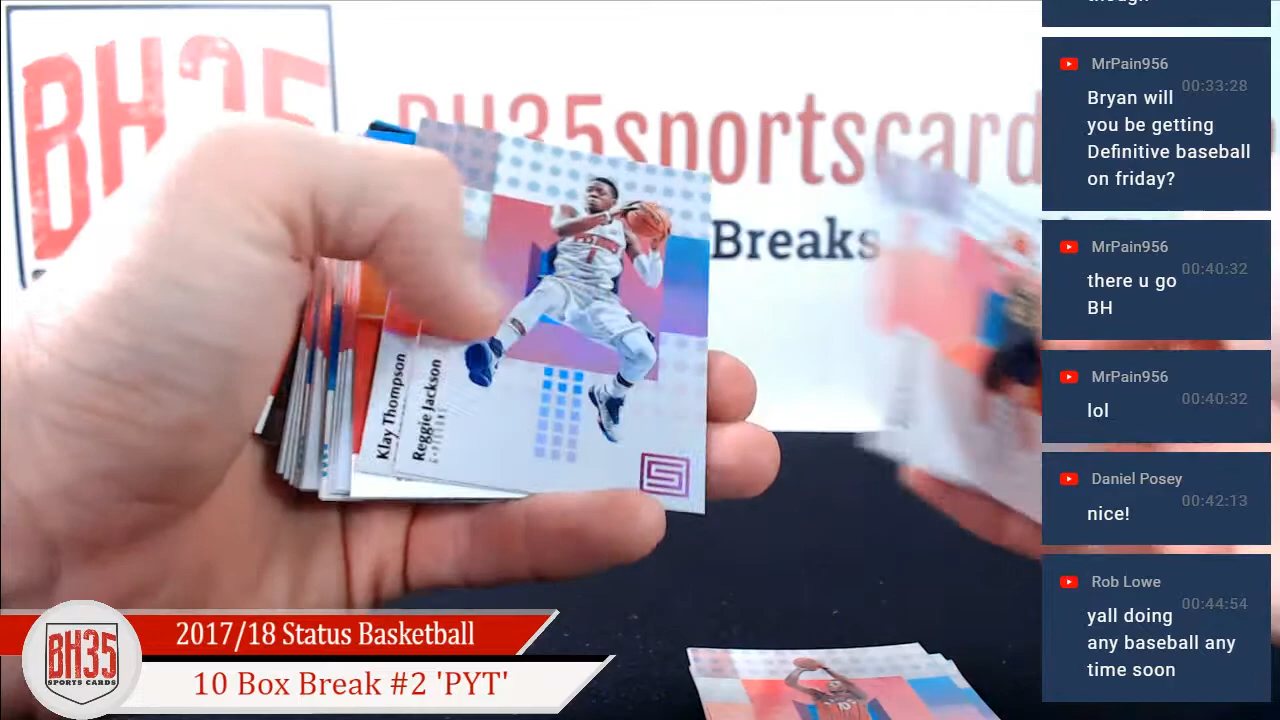 BH35
BH35sportscard
Breaks
Klay Thompson
Reggie Jackson
PISTONS
1
10
2017/18 Status Basketball
10 Box Break #2 'PYT'
BH35
SPORTS CARDS
MrPain956
00:33:28
Bryan will
you be getting
Definitive baseball
on friday?
MrPain956
00:40:32
there u go
BH
MrPain956
00:40:32
lol
Daniel Posey
00:42:13
nice!
Rob Lowe
00:44:54
yall doing
any baseball any
time soon